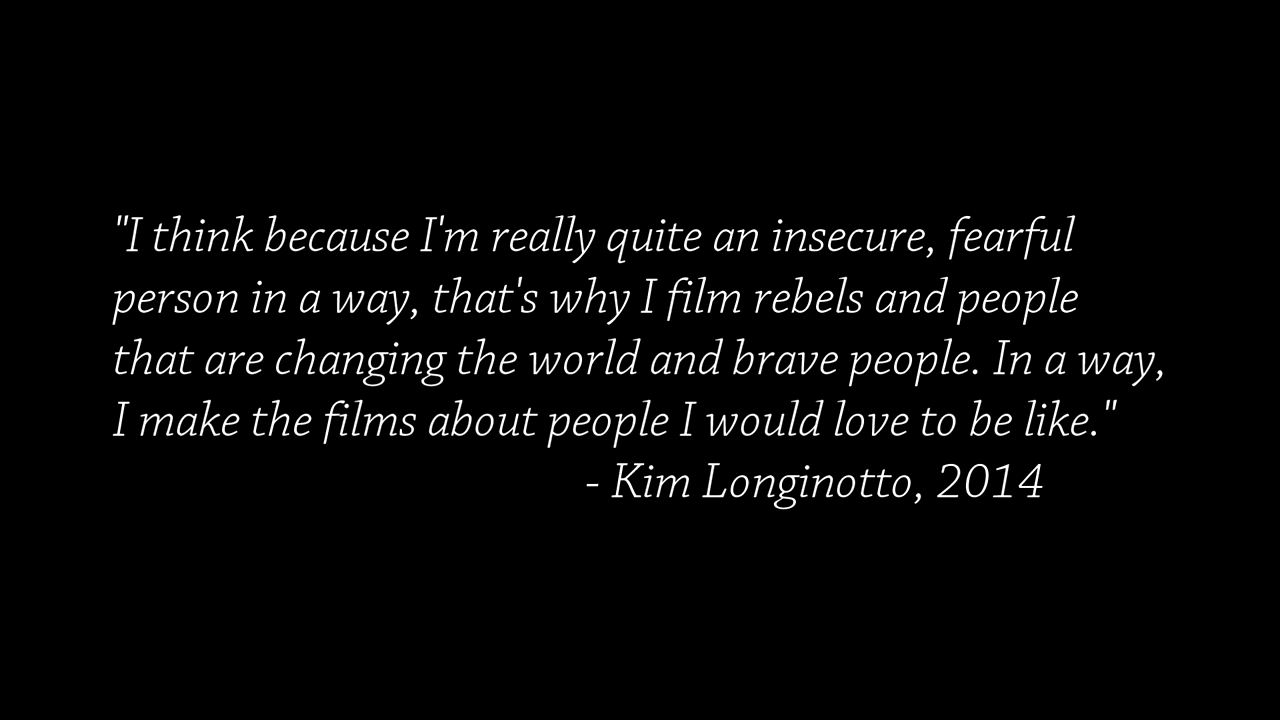 "I think because I'm really quite an insecure, fearful
person in a way, that's why I film rebels and people
that are changing the world and brave people. In a way,
I make the films about people I would love to be like."
- Kim Longinotto, 2014